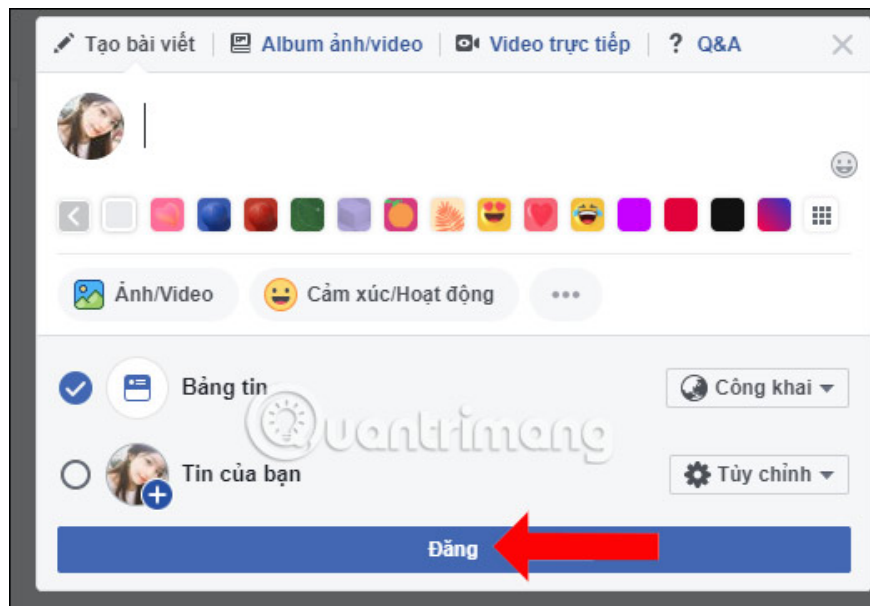 Tạo bài viết Album ảnh/video Video trực tiếp ? Q&A
Ảnh/Video Cảm xúc/Hoạt động
Bảng tin Công khai
Quantrimang
Tin của bạn Tùy chỉnh
Đăng